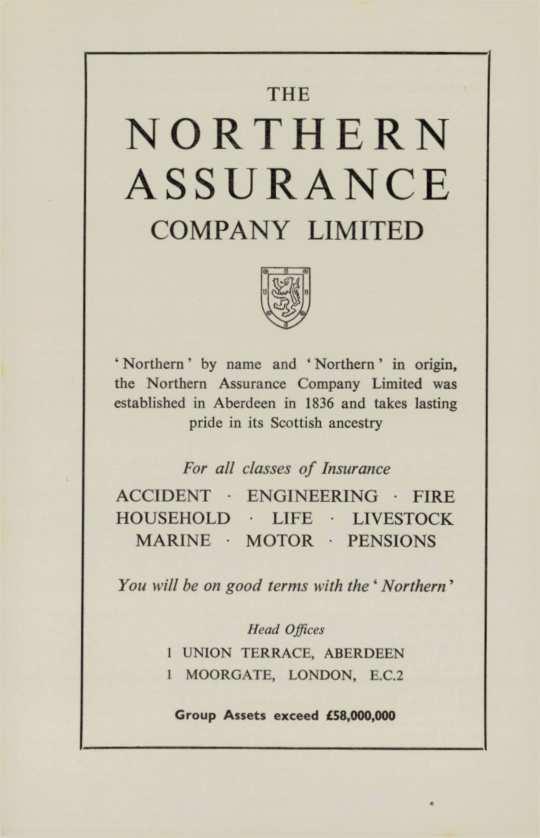 THE
NORTHERN
ASSURANCE
COMPANY LIMITED
‘ Northern ’ by name and ‘ Northern ’ in origin,
the Northern Assurance Company Limited was
established in Aberdeen in 1836 and takes lasting
pride in its Scottish ancestry
For all classes of Insurance
ACCIDENT · ENGINEERING · FIRE
HOUSEHOLD · LIFE · LIVESTOCK
MARINE · MOTOR · PENSIONS
You will be on good terms with the ‘ Northern ’
Head Offices
1 UNION TERRACE, ABERDEEN
1 MOORGATE, LONDON, E.C.2
Group Assets exceed £58,000,000